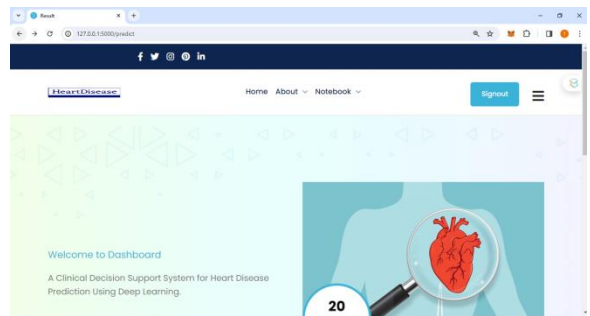 Result
127.0.0.1:5000/predict
HeartDisease
Home About Notebook
Signout
Welcome to Dashboard
A Clinical Decision Support System for Heart Disease
Prediction Using Deep Learning.
20